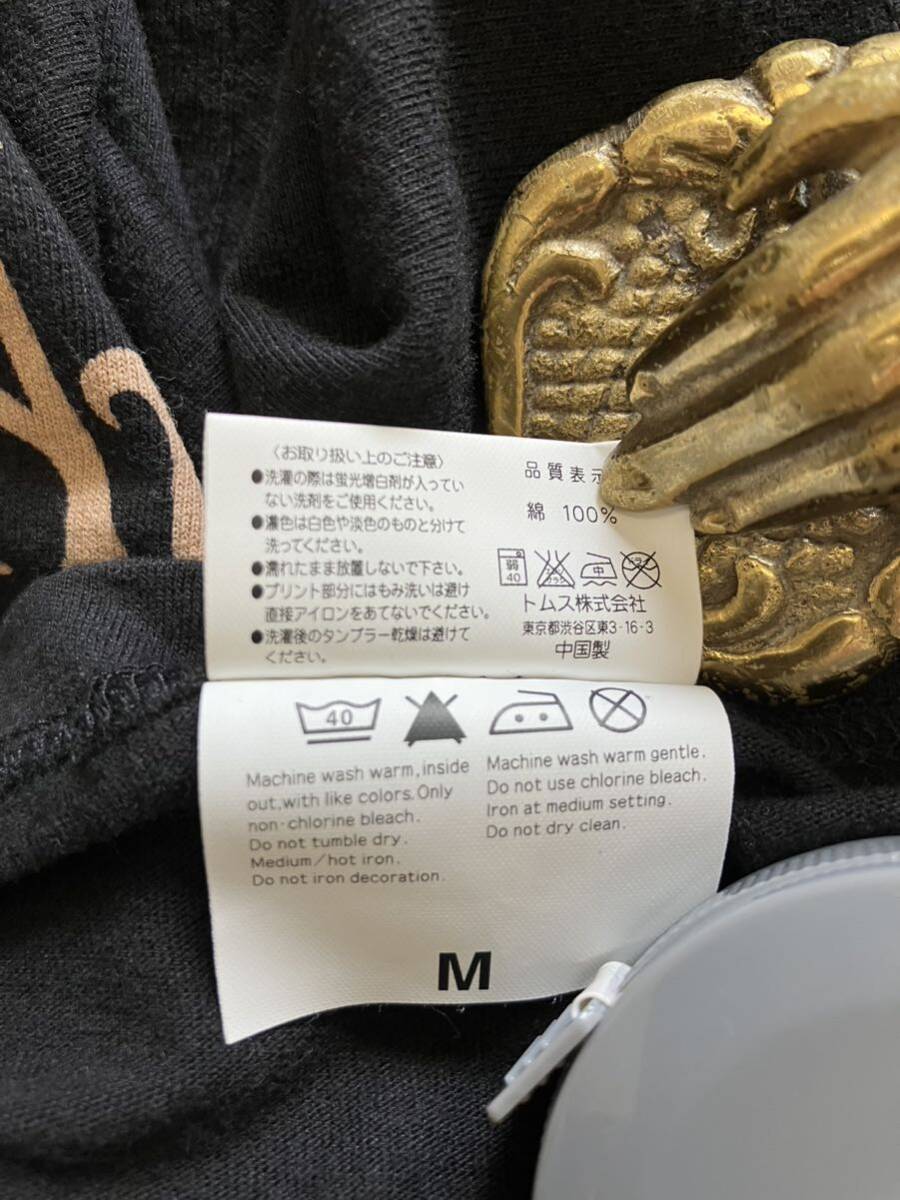 〈お取り扱い上のご注意〉
●洗濯の際は蛍光増白剤が入ってい
ない洗剤をご使用ください。
●濃色は白色や淡色のものと分けて
洗ってください。
●濡れたまま放置しないで下さい。
●プリント部分にはもみ洗いは避け
直接アイロンをあてないでください。
●洗濯後のタンブラー乾燥は避けて
ください。
品質表示
綿 100%
弱 40 中
トムス株式会社
東京都渋谷区東3-16-3
中国製
40
Machine wash warm, inside
out, with like colors. Only
non-chlorine bleach.
Do not tumble dry.
Medium/hot iron.
Do not iron decoration.
Machine wash warm gentle.
Do not use chlorine bleach.
Iron at medium setting.
Do not dry clean.
M